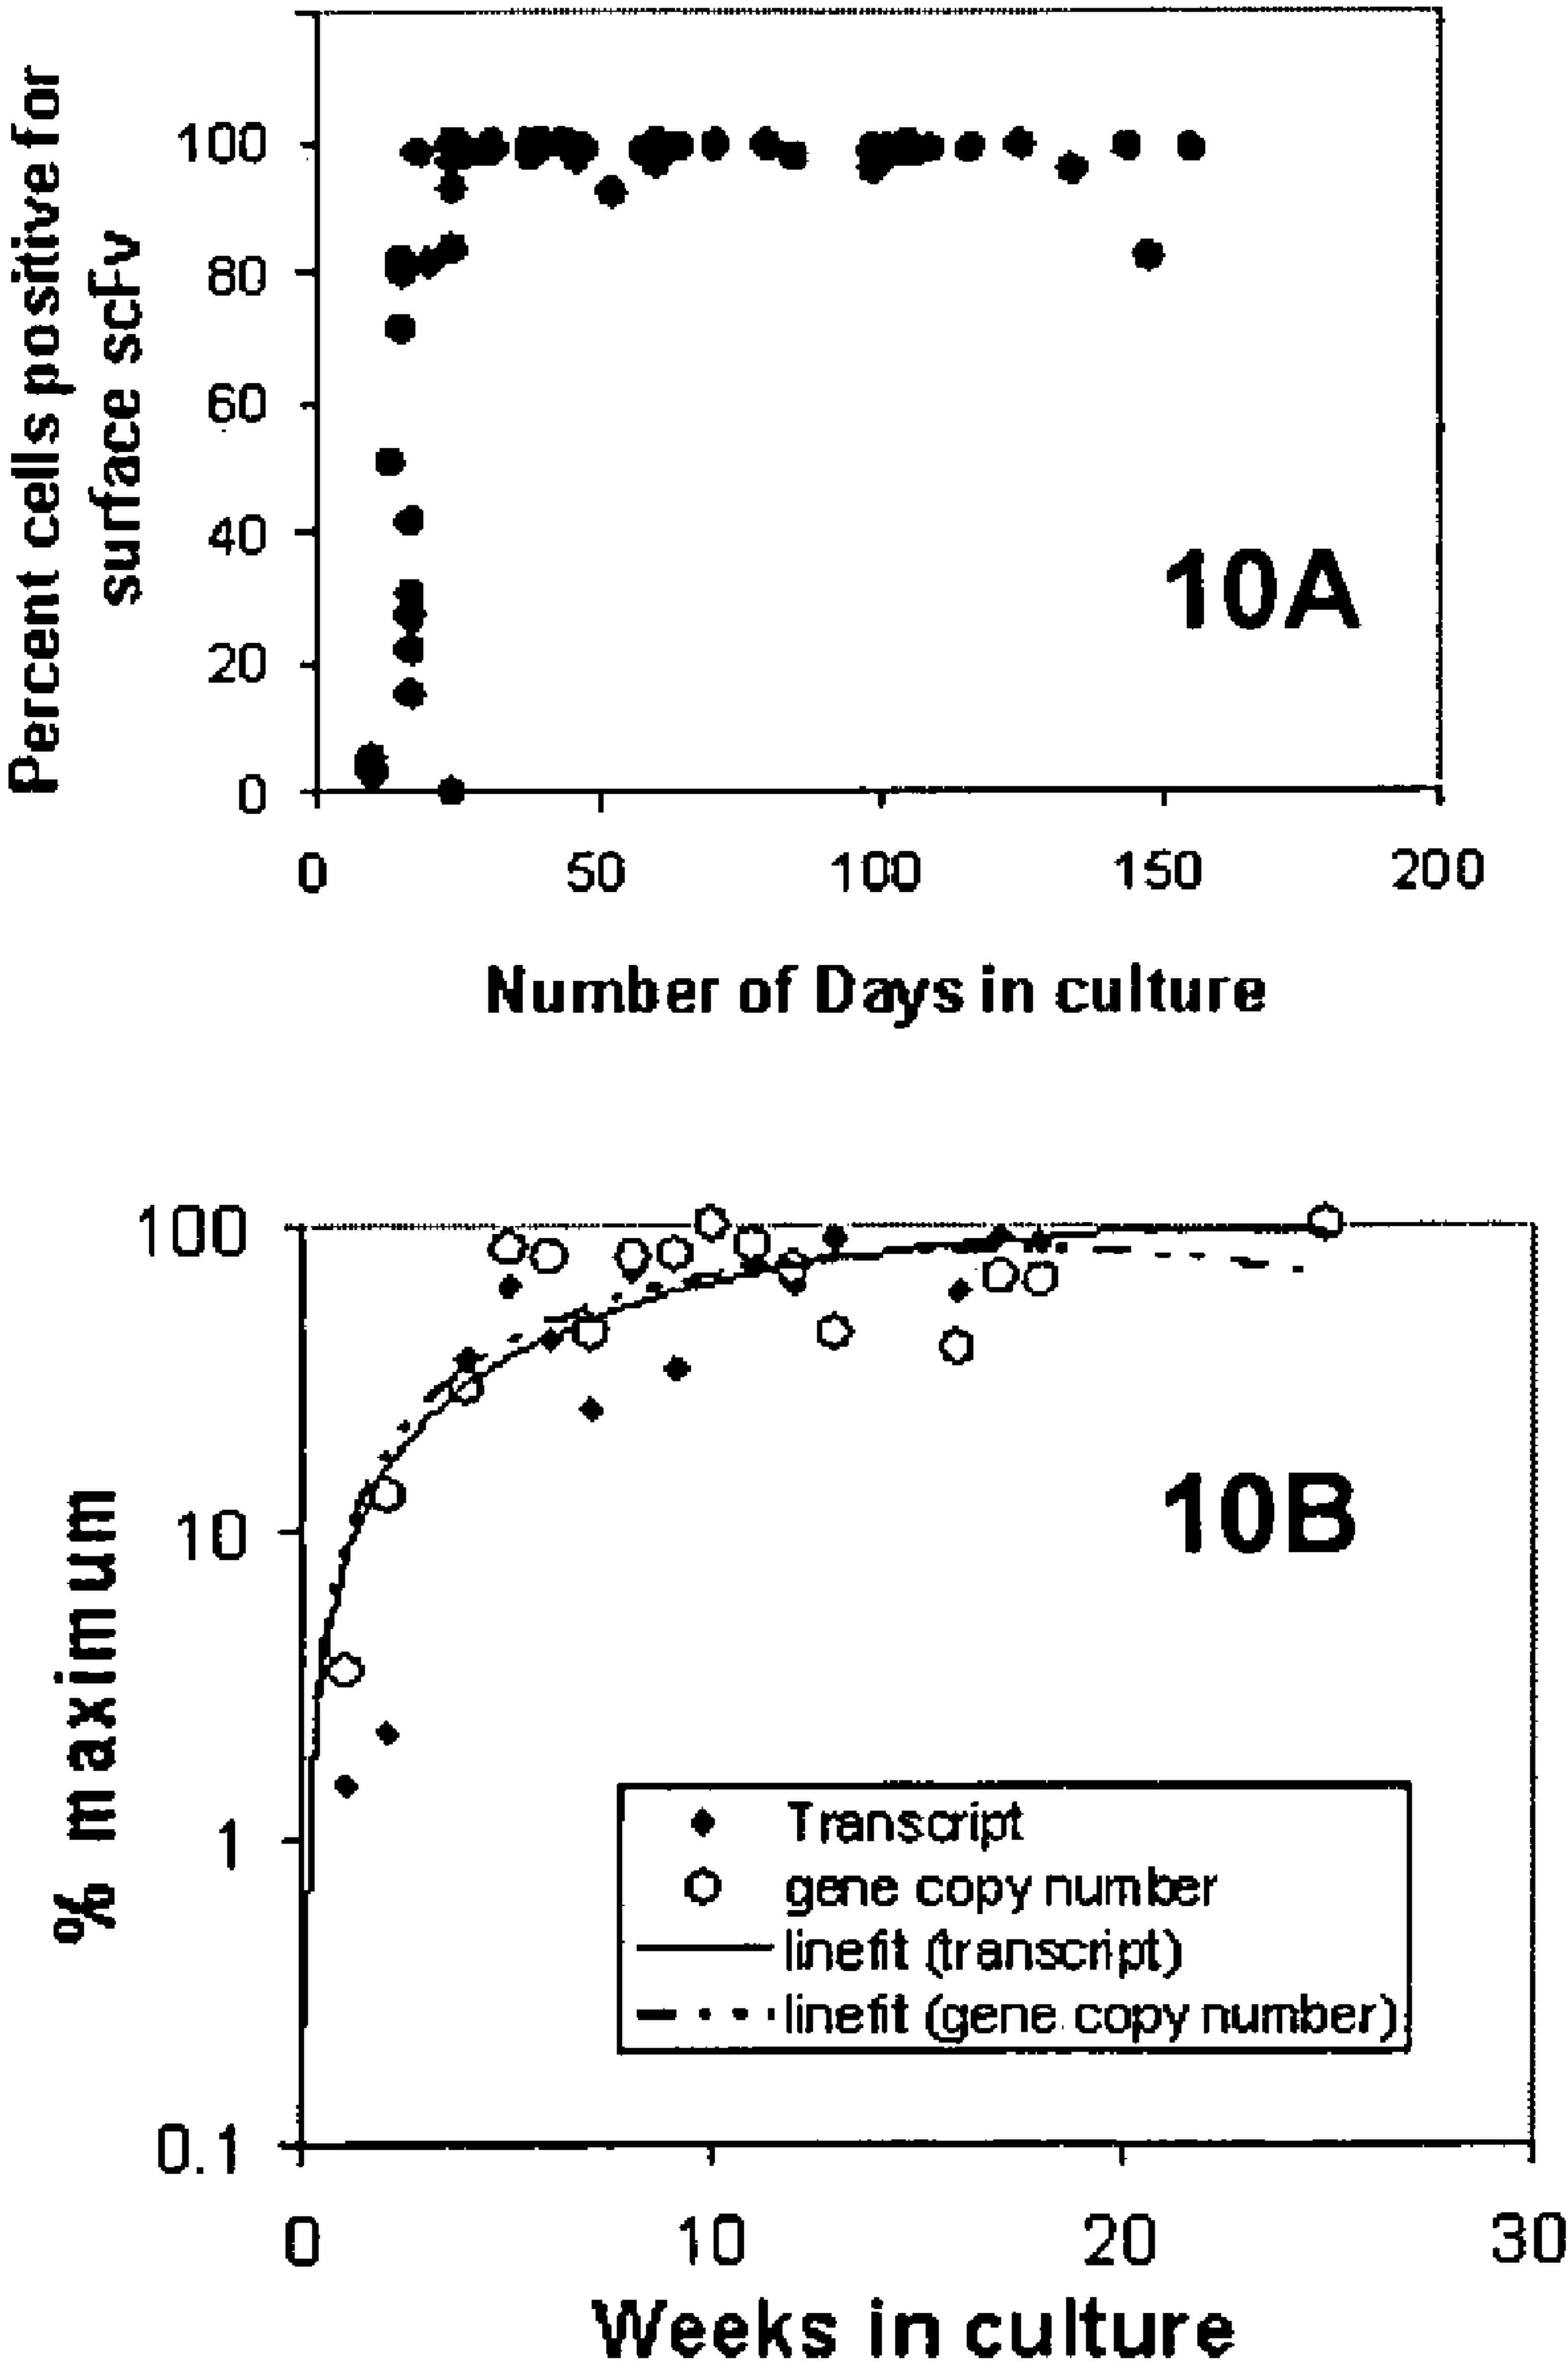 Percent cells positive for
surface scFv
100
80
60
40
20
0
10A
0 50 100 150 200
Number of Days in culture
100
10
1
0.1
% maximum
10B
Transcript
gene copy number
linefit (transcript)
linefit (gene copy number)
0 10 20 30
Weeks in culture